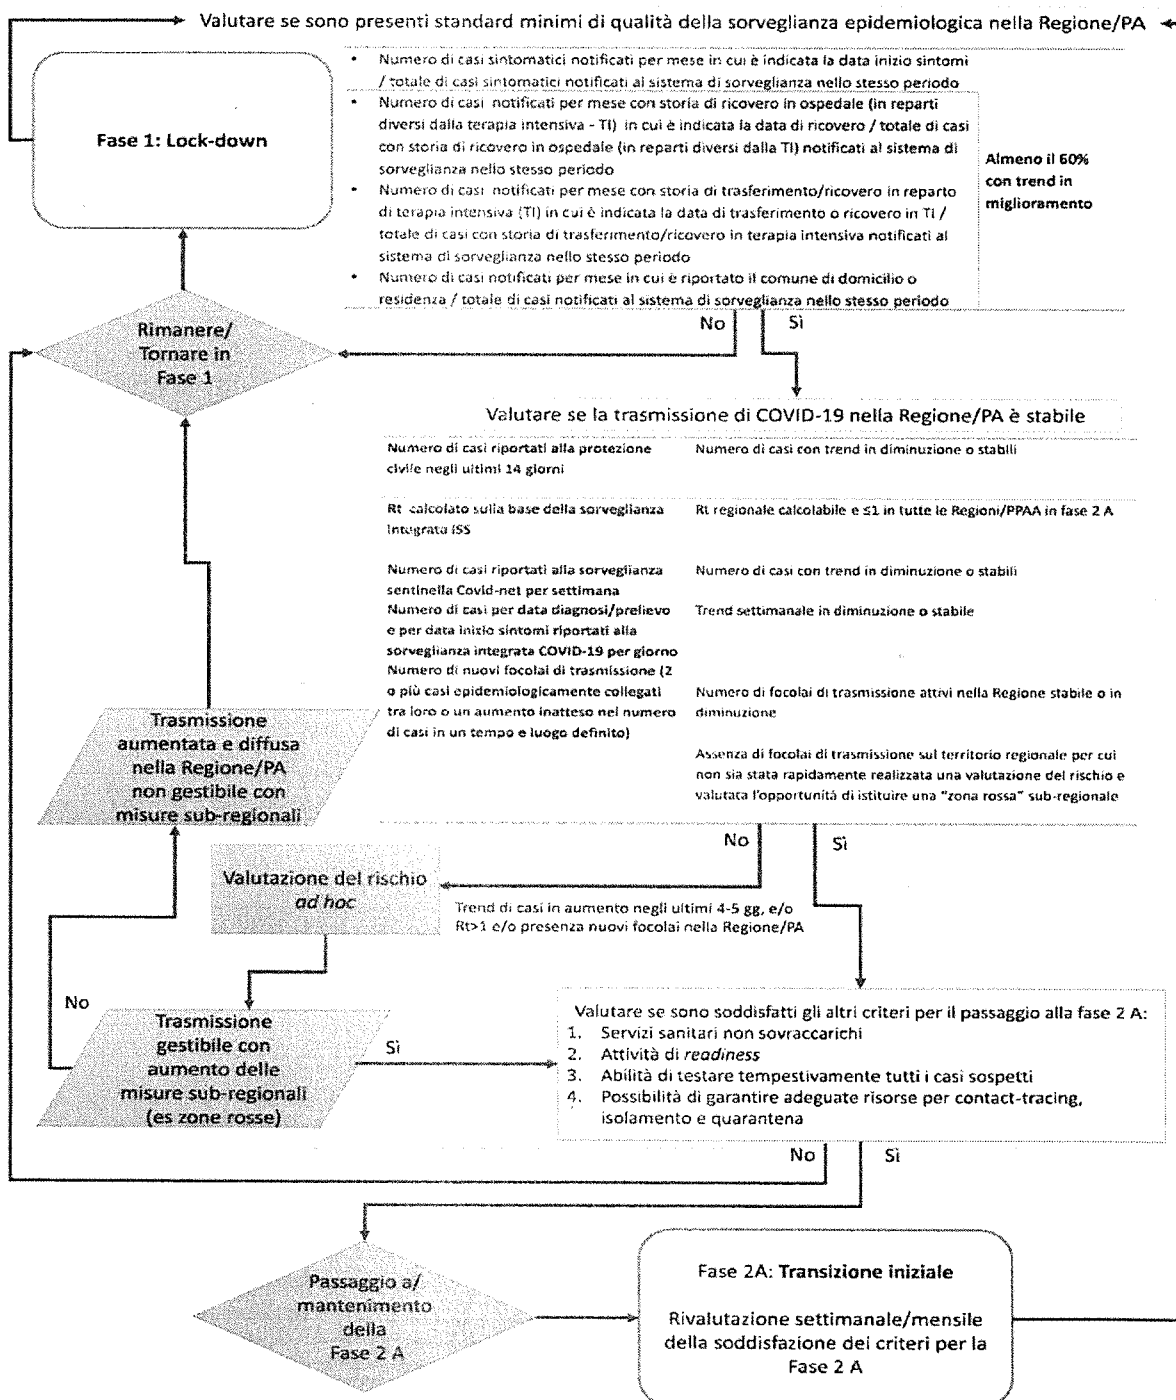 Valutare se sono presenti standard minimi di qualità della sorveglianza epidemiologica nella Regione/PA
Fase 1: Lock-down
• Numero di casi sintomatici notificati per mese in cui è indicata la data inizio sintomi
/ totale di casi sintomatici notificati al sistema di sorveglianza nello stesso periodo
• Numero di casi notificati per mese con storia di ricovero in ospedale (in reparti
diversi dalla terapia intensiva - TI) in cui è indicata la data di ricovero / totale di casi
con storia di ricovero in ospedale (in reparti diversi dalla TI) notificati al sistema di
sorveglianza nello stesso periodo
• Numero di casi notificati per mese con storia di trasferimento/ricovero in reparto
di terapia intensiva (TI) in cui è indicata la data di trasferimento o ricovero in TI /
totale di casi con storia di trasferimento/ricovero in terapia intensiva notificati al
sistema di sorveglianza nello stesso periodo
• Numero di casi notificati per mese in cui è riportato il comune di domicilio o
residenza / totale di casi notificati al sistema di sorveglianza nello stesso periodo
Almeno il 60%
con trend in
miglioramento
No
Sì
Rimanere/
Tornare in
Fase 1
Valutare se la trasmissione di COVID-19 nella Regione/PA è stabile
Numero di casi riportati alla protezione
civile negli ultimi 14 giorni
Numero di casi con trend in diminuzione o stabili
Rt calcolato sulla base della sorveglianza
integrata ISS
Rt regionale calcolabile e ≤1 in tutte le Regioni/PPAA in fase 2 A
Numero di casi riportati alla sorveglianza
sentinella Covid-net per settimana
Numero di casi con trend in diminuzione o stabili
Numero di casi per data diagnosi/prelievo
e per data inizio sintomi riportati alla
sorveglianza integrata COVID-19 per giorno
Trend settimanale in diminuzione o stabile
Numero di nuovi focolai di trasmissione (2
o più casi epidemiologicamente collegati
tra loro o un aumento inatteso nel numero
di casi in un tempo e luogo definito)
Numero di focolai di trasmissione attivi nella Regione stabile o in
diminuzione
Assenza di focolai di trasmissione sul territorio regionale per cui
non sia stata rapidamente realizzata una valutazione del rischio e
valutata l'opportunità di istituire una "zona rossa" sub-regionale
Trasmissione
aumentata e diffusa
nella Regione/PA
non gestibile con
misure sub-regionali
No
Sì
Valutazione del rischio
ad hoc
Trend di casi in aumento negli ultimi 4-5 gg, e/o
Rt>1 e/o presenza nuovi focolai nella Regione/PA
No
Trasmissione
gestibile con
aumento delle
misure sub-regionali
(es zone rosse)
Sì
Valutare se sono soddisfatti gli altri criteri per il passaggio alla fase 2 A:
1. Servizi sanitari non sovraccarichi
2. Attività di readiness
3. Abilità di testare tempestivamente tutti i casi sospetti
4. Possibilità di garantire adeguate risorse per contact-tracing,
isolamento e quarantena
No
Sì
Passaggio a/
mantenimento
della
Fase 2 A
Fase 2A: Transizione iniziale
Rivalutazione settimanale/mensile
della soddisfazione dei criteri per la
Fase 2 A